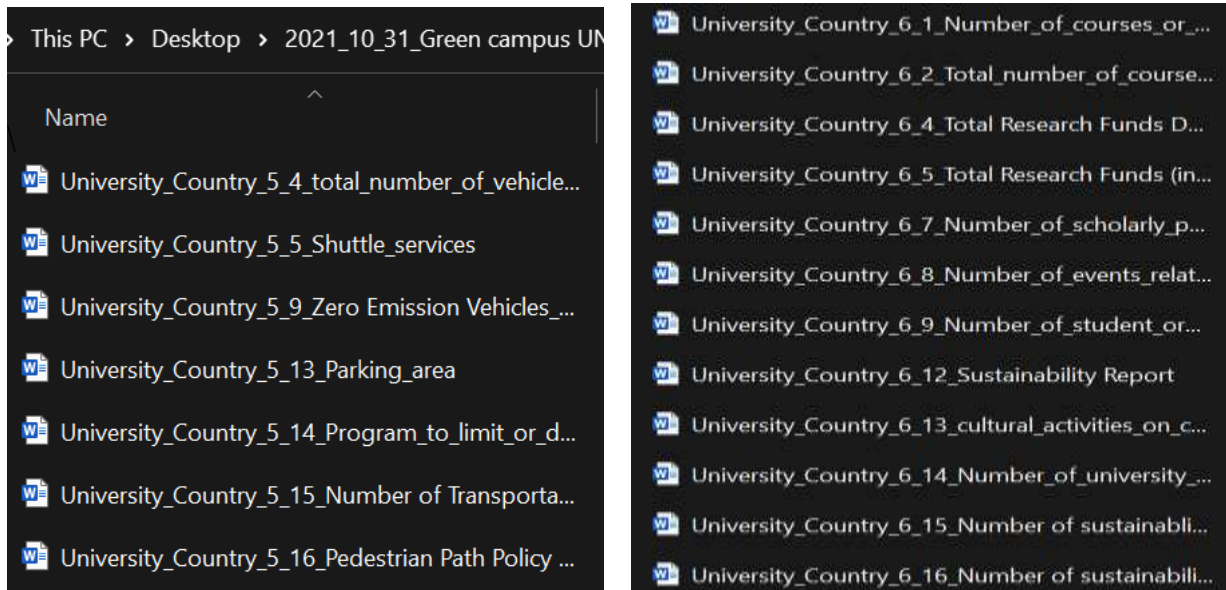 This PC > Desktop > 2021_10_31_Green campus UN
Name
University_Country_5_4_total_number_of_vehicle...
University_Country_5_5_Shuttle_services
University_Country_5_9_Zero Emission Vehicles_...
University_Country_5_13_Parking_area
University_Country_5_14_Program_to_limit_or_d...
University_Country_5_15_Number of Transporta...
University_Country_5_16_Pedestrian Path Policy ...
University_Country_6_1_Number_of_courses_or_...
University_Country_6_2_Total_number_of_course...
University_Country_6_4_Total Research Funds D...
University_Country_6_5_Total Research Funds (in...
University_Country_6_7_Number_of_scholarly_p...
University_Country_6_8_Number_of_events_relat...
University_Country_6_9_Number_of_student_or...
University_Country_6_12_Sustainability Report
University_Country_6_13_cultural_activities_on_c...
University_Country_6_14_Number_of_university_...
University_Country_6_15_Number of sustainabli...
University_Country_6_16_Number of sustainabili...